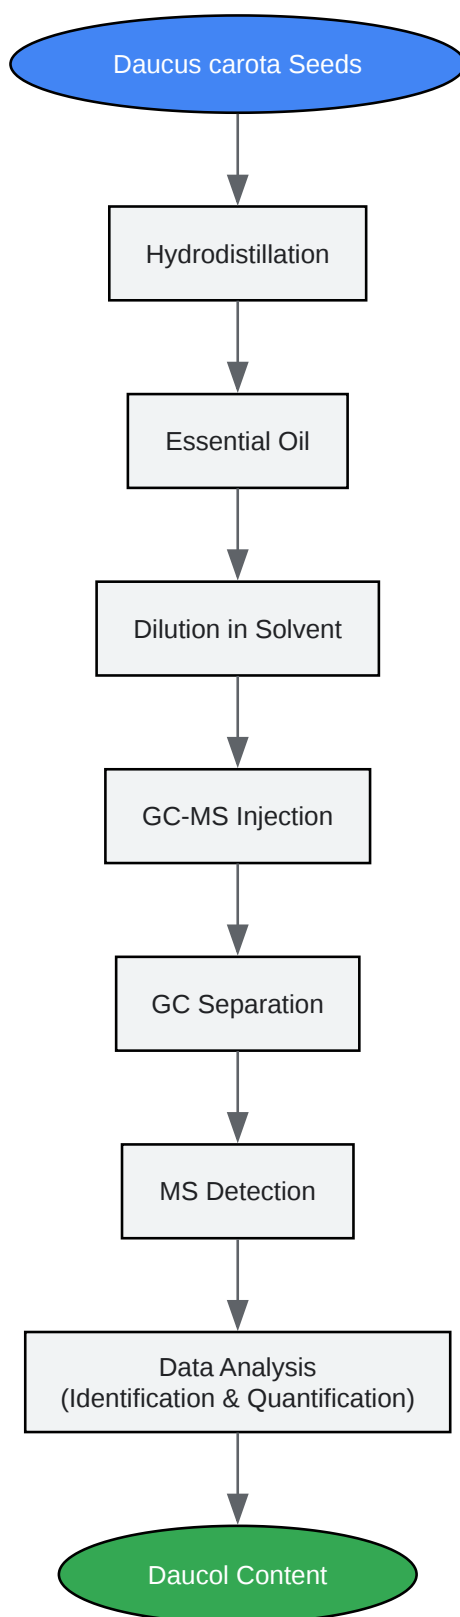 Daucus carota Seeds
Hydrodistillation
Essential Oil
Dilution in Solvent
GC-MS Injection
GC Separation
MS Detection
Data Analysis
(Identification & Quantification)
Daucol Content